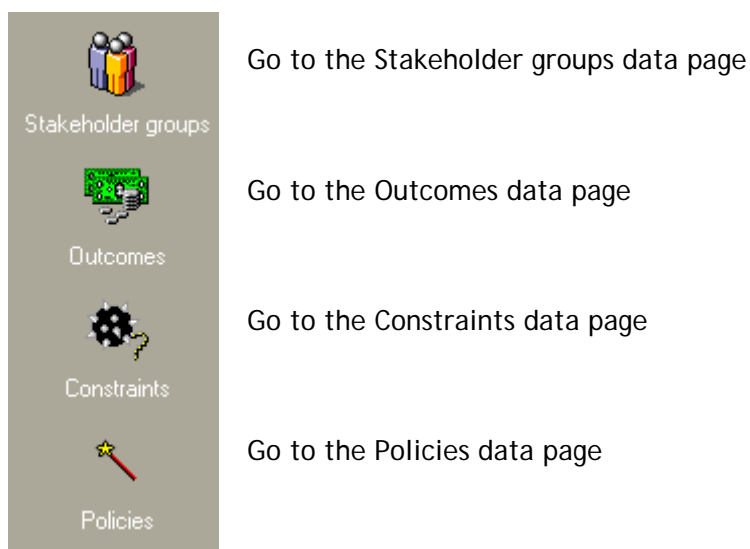 Go to the Stakeholder groups data page
Stakeholder groups
Go to the Outcomes data page
Outcomes
Go to the Constraints data page
Constraints
Go to the Policies data page
Policies